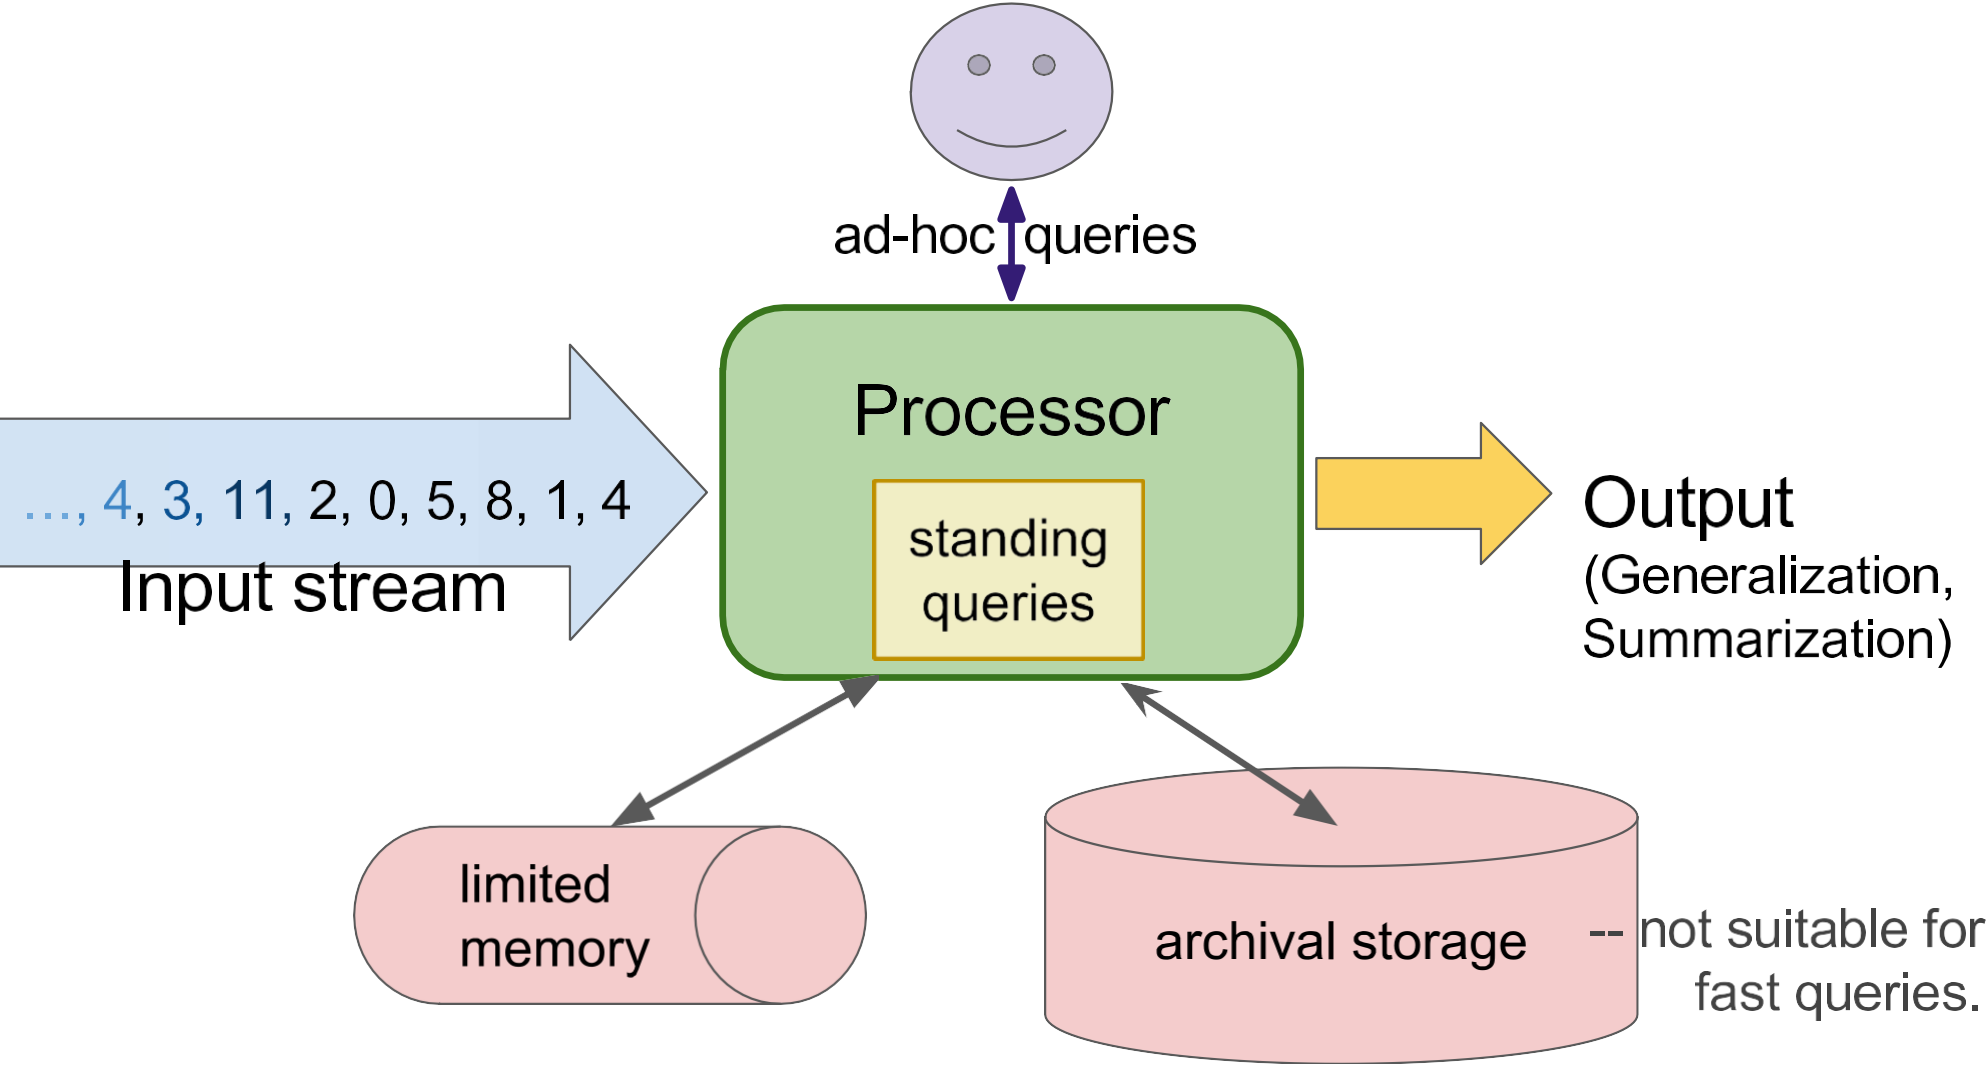 ad-hoc queries
Processor
..., 4, 3, 11, 2, 0, 5, 8, 1, 4
Input stream
standing
queries
Output
(Generalization,
Summarization)
limited
memory
archival storage
-- not suitable for
fast queries.